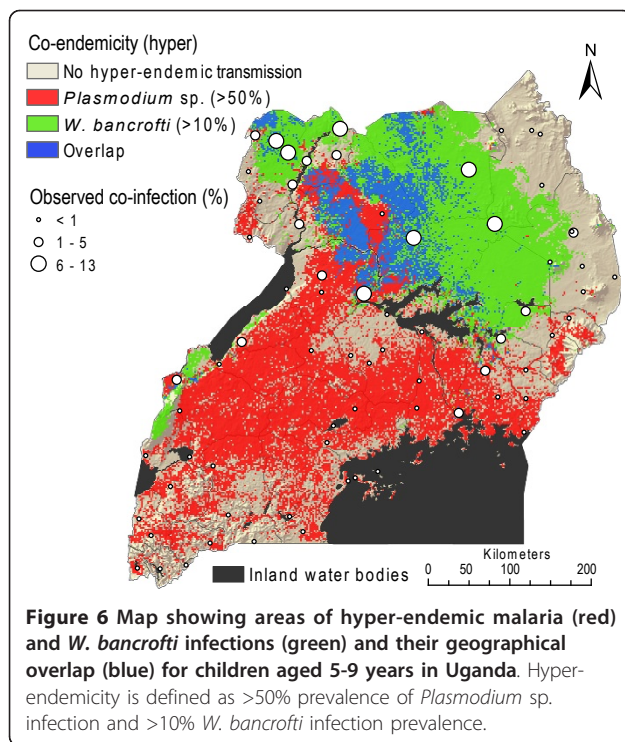 Co-endemicity (hyper)
No hyper-endemic transmission
Plasmodium sp. (>50%)
W. bancrofti (>10%)
Overlap
Observed co-infection (%)
< 1
1 - 5
6 - 13
N
Kilometers
0 50 100 200
Inland water bodies
Figure 6 Map showing areas of hyper-endemic malaria (red)
and W. bancrofti infections (green) and their geographical
overlap (blue) for children aged 5-9 years in Uganda. Hyper-
endemicity is defined as >50% prevalence of Plasmodium sp.
infection and >10% W. bancrofti infection prevalence.